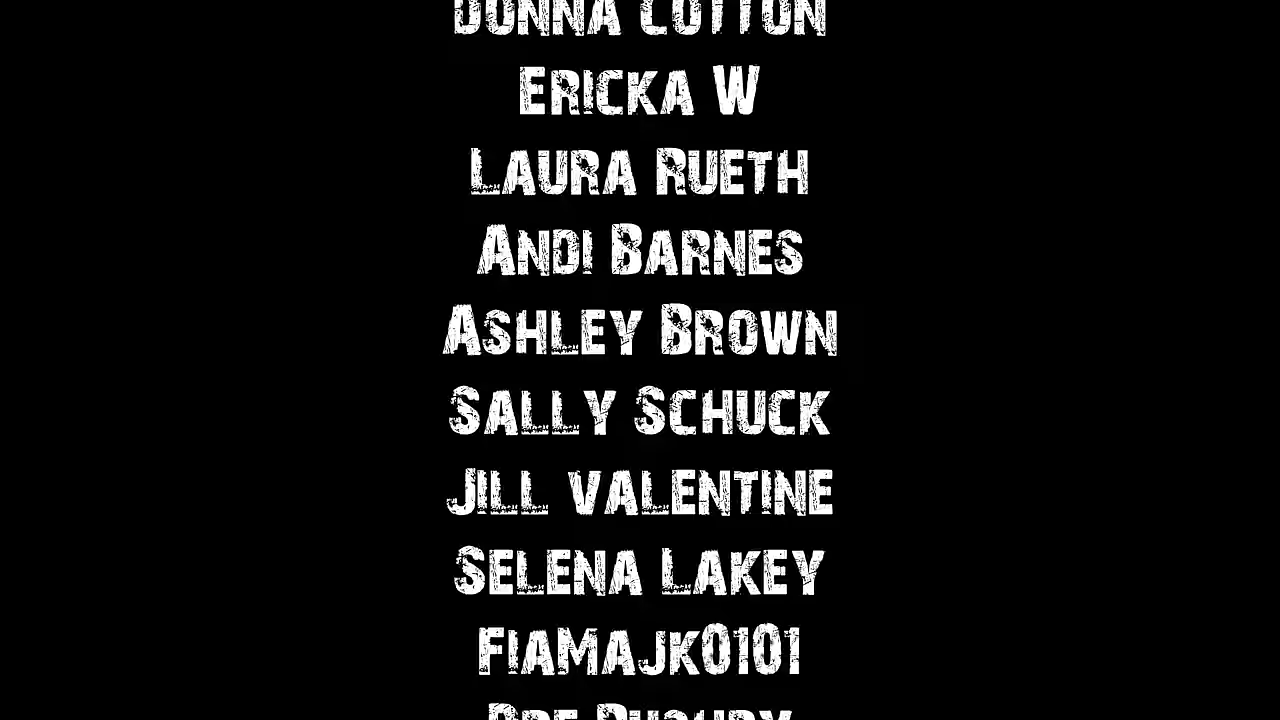 Donna Cotton
Ericka W
Laura Rueth
Andi Barnes
Ashley Brown
Sally Schuck
Jill valentine
Selena Lakey
FiaMajk0101